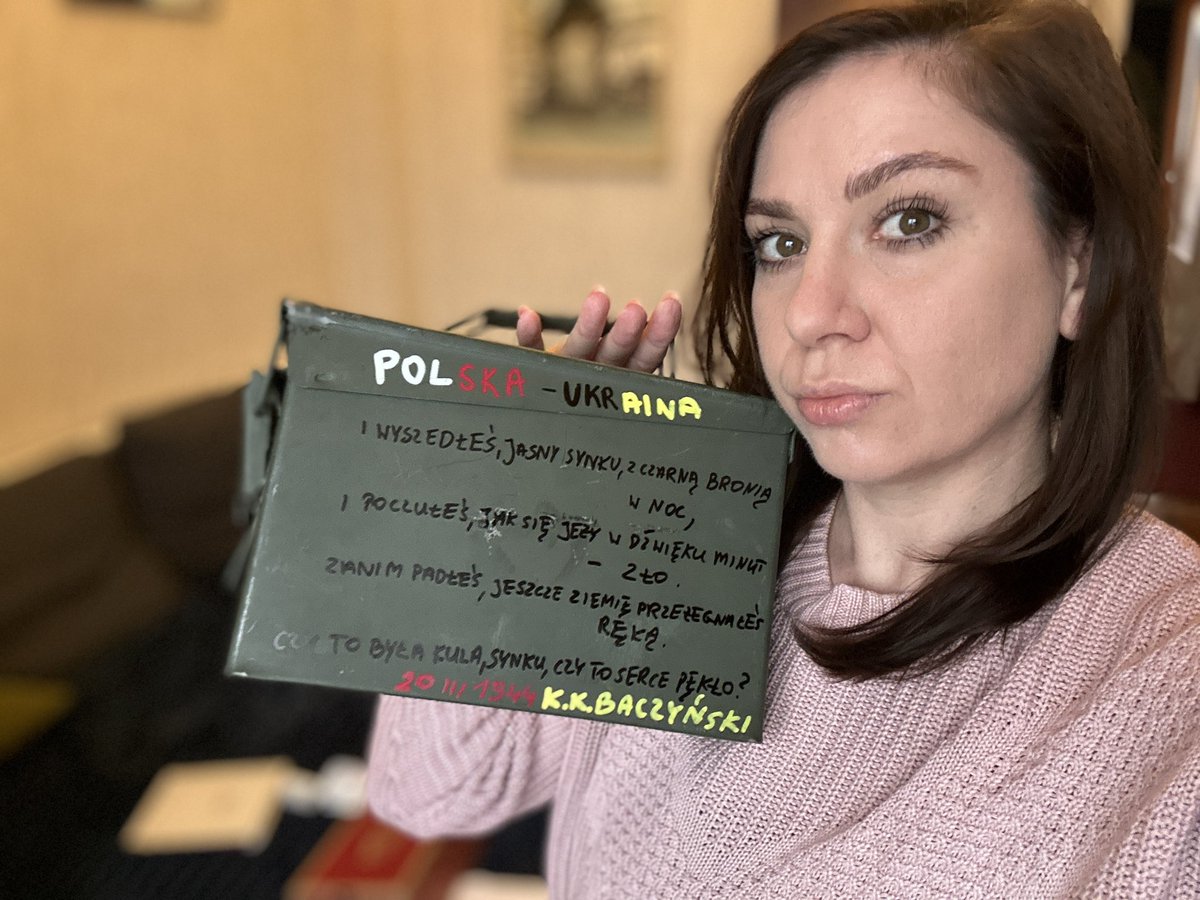 POLSKA - UKRAINA
I WYSZEDŁEŚ, JASNY SYNKU, Z CZARNĄ BRONIĄ
W NOC,
I POCZUŁEŚ, JAK SIĘ JEŻY W DŹWIĘKU MINUT
- ZŁO.
ZANIM PADŁEŚ, JESZCZE ZIEMIĘ PRZEŻEGNAŁEŚ
RĘKĄ.
CZY TO BYŁA KULA, SYNKU, CZY TO SERCE PĘKŁO?
20 III 1944 K.K.BACZYŃSKI